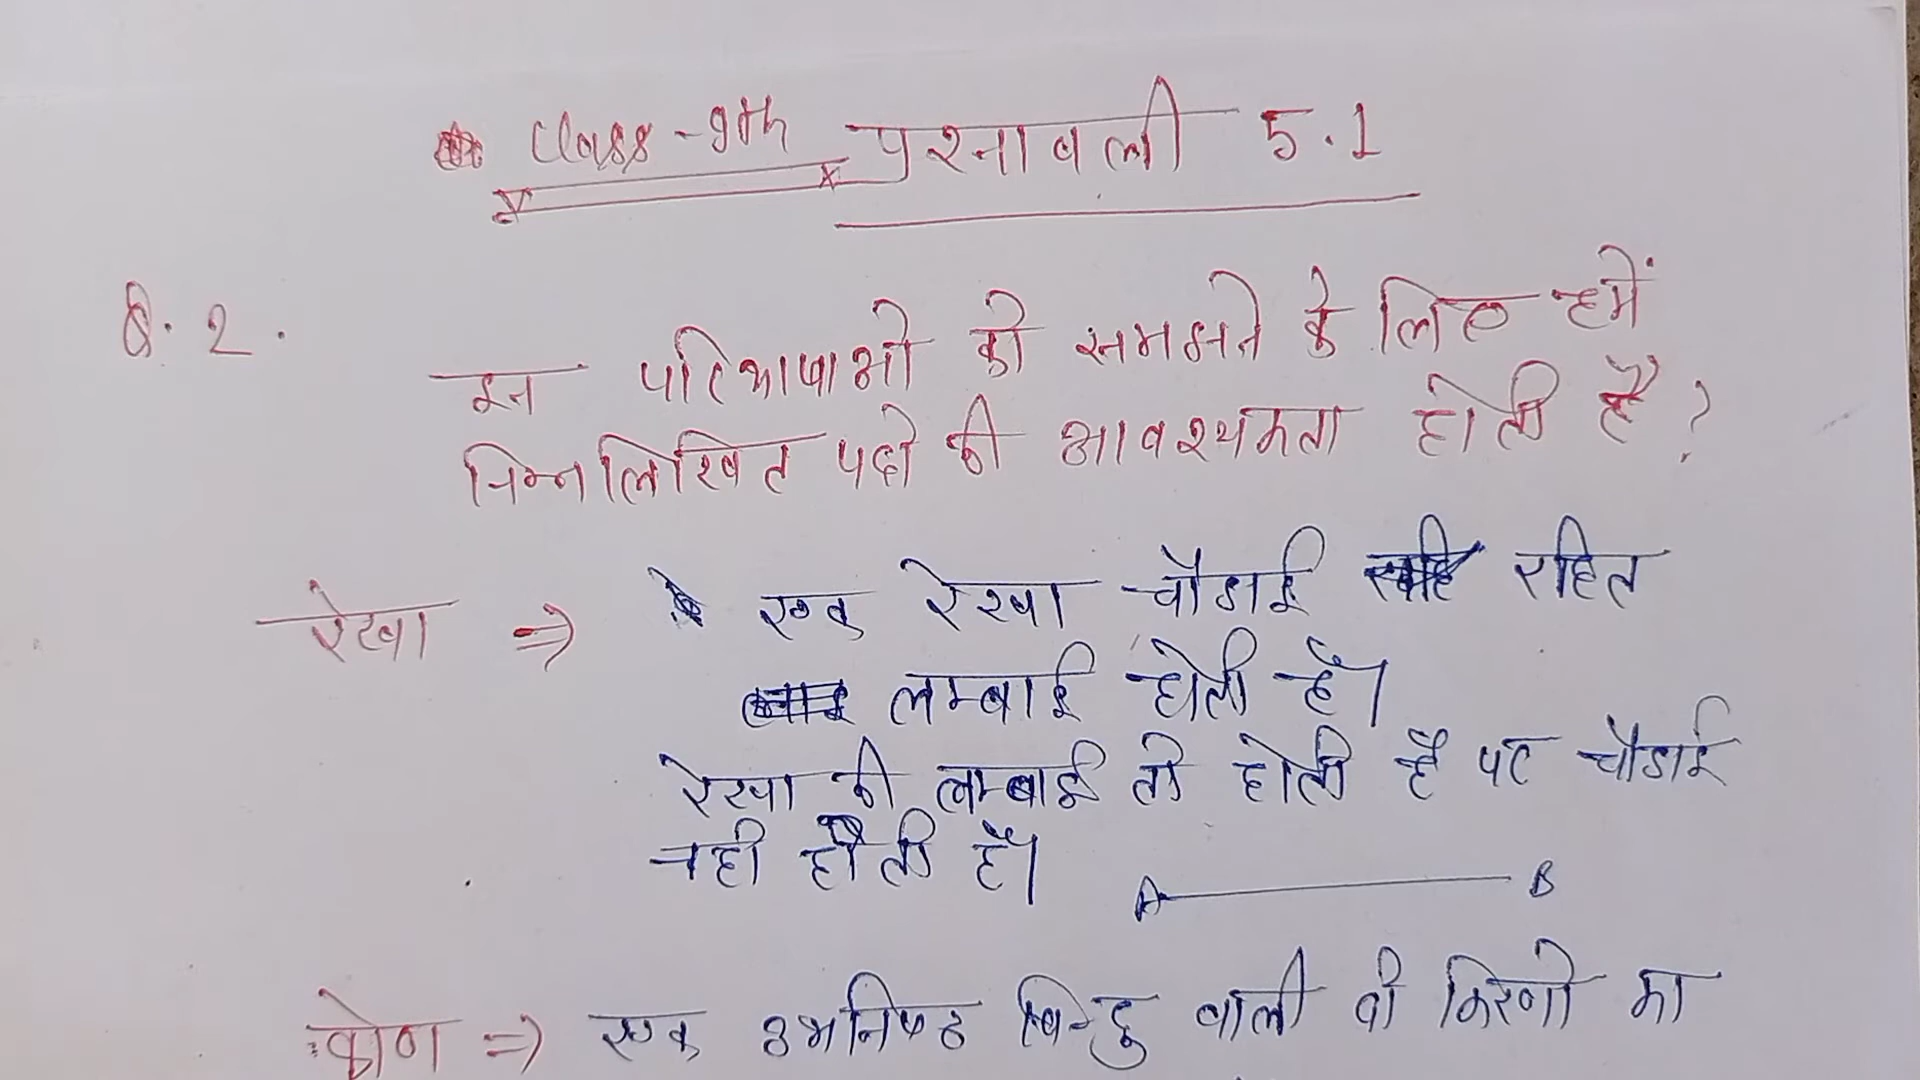 Class-9th प्रश्नावली 5.1
Q.2.
इन परिभाषाओ को समझने के लिए हमें
निम्नलिखित पदो की आवश्यकता होती है?
रेखा ⇒ एक रेखा चौडाई रहित
लम्बाई होती है।
रेखा की लम्बाई तो होती है पर चौडाई
नही होती है।
A B
कोण ⇒ एक उभनिष्ठ बिन्दु वाली दो किरणो का